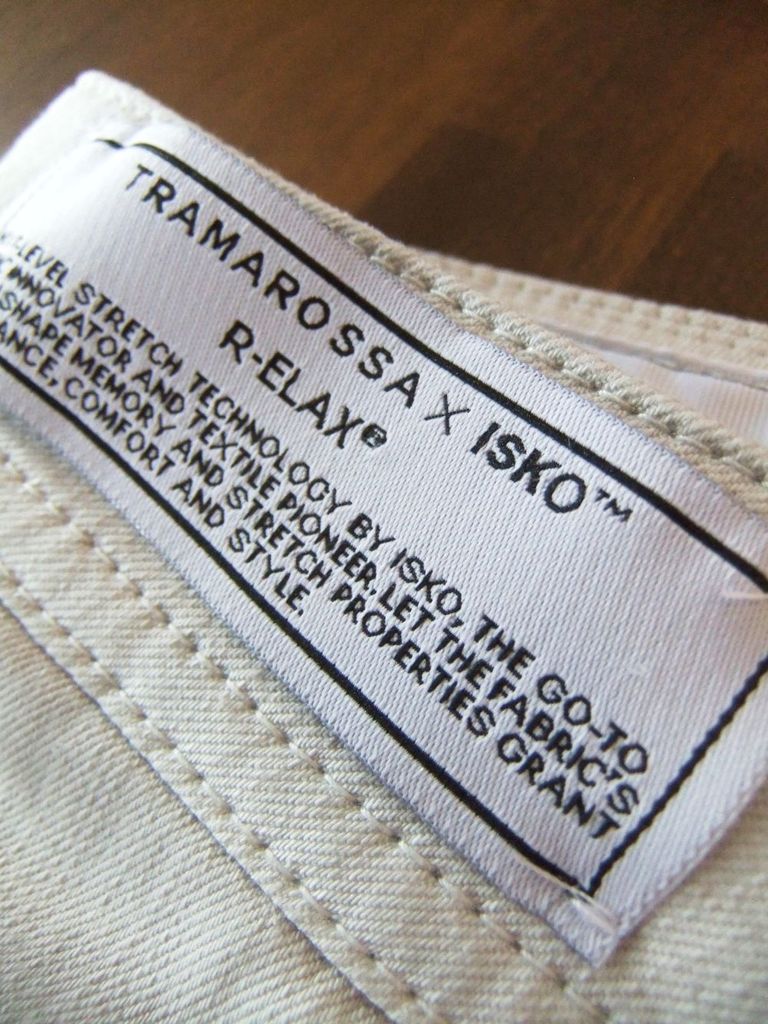 TRAMAROSSA X ISKO™
R-ELAX®
LEVEL STRETCH TECHNOLOGY BY ISKO, THE GO-TO
INNOVATOR AND TEXTILE PIONEER. LET THE FABRIC'S
SHAPE MEMORY AND STRETCH PROPERTIES GRANT
ANCE, COMFORT AND STYLE.